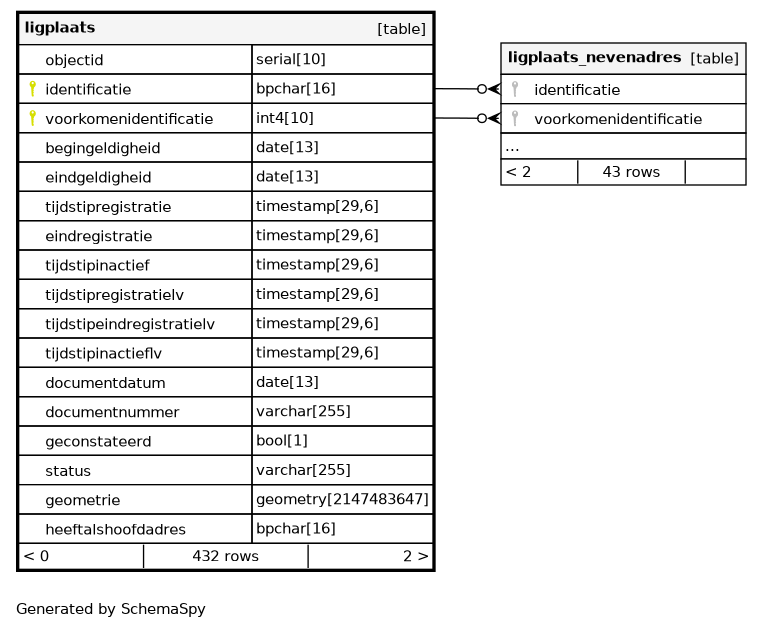 ligplaats [table]
objectid serial[10]
identificatie bpchar[16]
voorkomenidentificatie int4[10]
begingeldigheid date[13]
eindgeldigheid date[13]
tijdstipregistratie timestamp[29,6]
eindregistratie timestamp[29,6]
tijdstipinactief timestamp[29,6]
tijdstipregistratielv timestamp[29,6]
tijdstipeindregistratielv timestamp[29,6]
tijdstipinactieflv timestamp[29,6]
documentdatum date[13]
documentnummer varchar[255]
geconstateerd bool[1]
status varchar[255]
geometrie geometry[2147483647]
heeftalshoofdadres bpchar[16]
< 0 432 rows 2 >
ligplaats_nevenadres [table]
identificatie
voorkomenidentificatie
...
< 2 43 rows
Generated by SchemaSpy